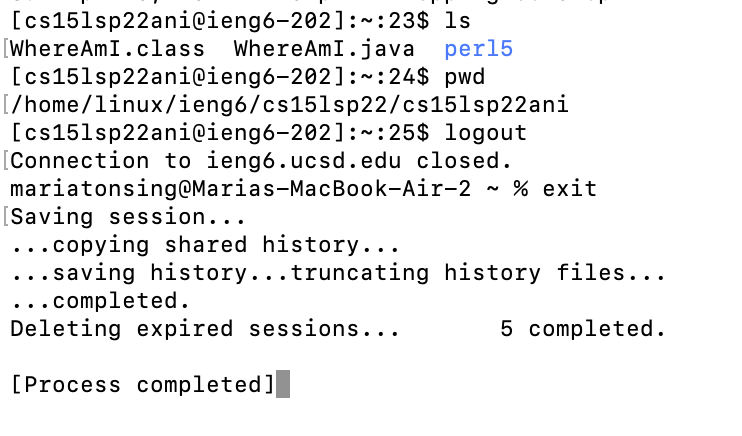 [cs15lsp22ani@ieng6-202]:~:23$ ls
WhereAmI.class  WhereAmI.java  perl5
[cs15lsp22ani@ieng6-202]:~:24$ pwd
/home/linux/ieng6/cs15lsp22/cs15lsp22ani
[cs15lsp22ani@ieng6-202]:~:25$ logout
Connection to ieng6.ucsd.edu closed.
mariatonsing@Marias-MacBook-Air-2 ~ % exit
Saving session...
...copying shared history...
...saving history...truncating history files...
...completed.
Deleting expired sessions...       5 completed.
[Process completed]